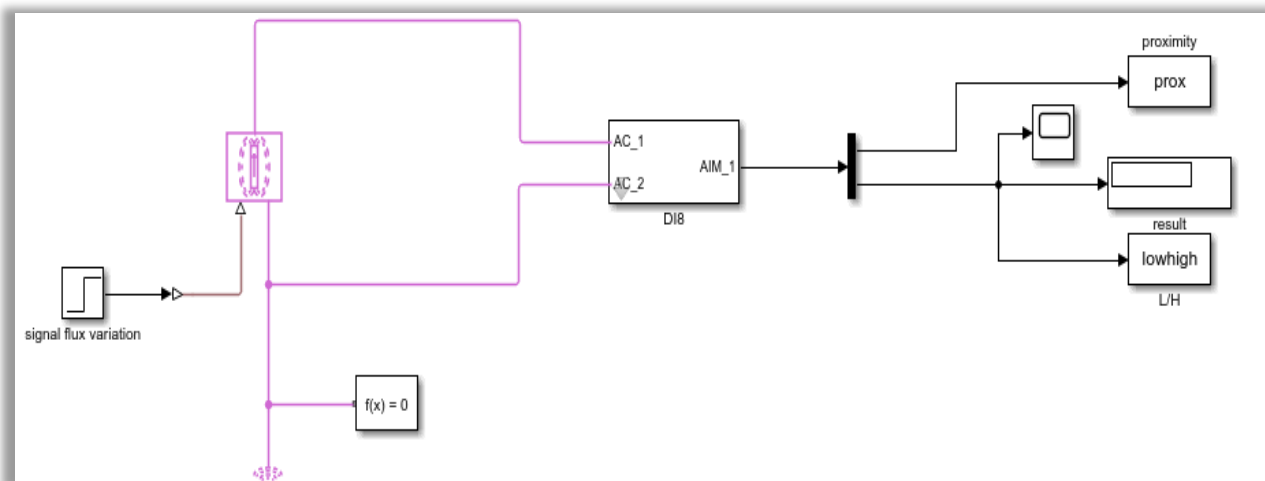 proximity
prox
AC_1
AIM_1
AC_2
DI8
result
lowhigh
L/H
signal flux variation
f(x) = 0